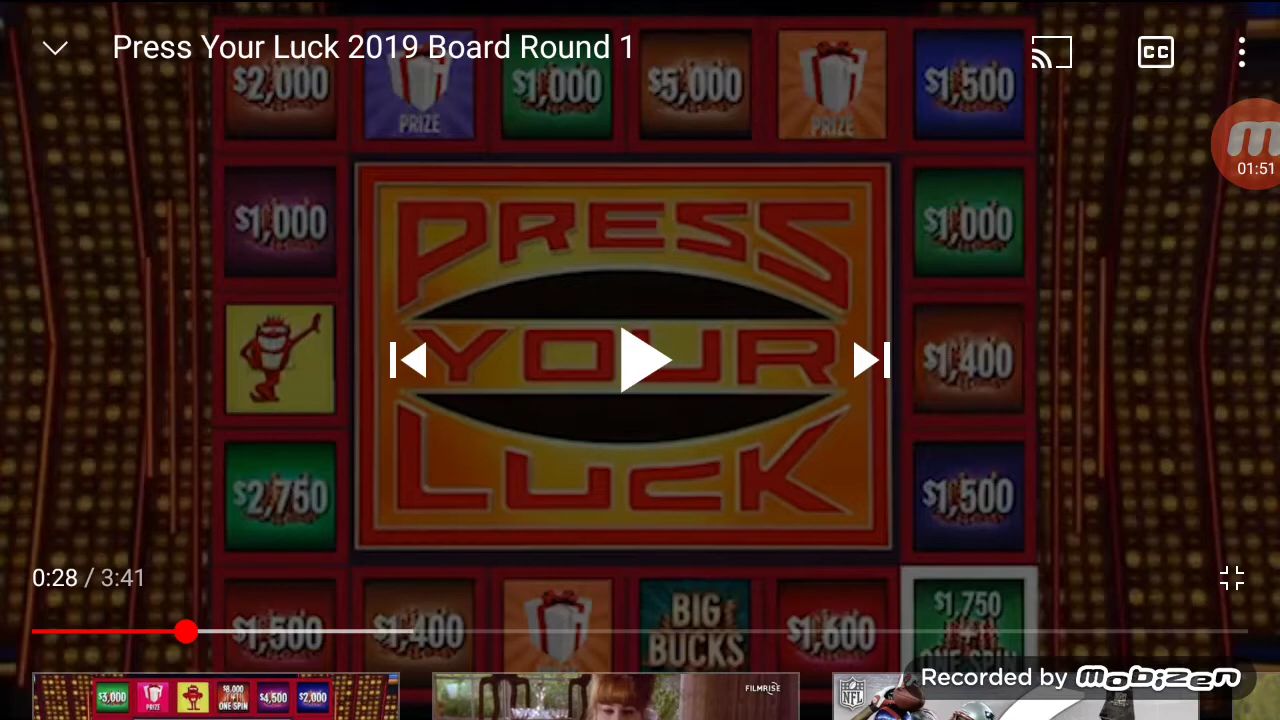 Press Your Luck 2019 Board Round 1
CC
01:51
$2,000
PRIZE
$1,000
$5,000
PRIZE
$1,500
$1,000
PRESS
YOUR
LUCK
$1,000
$1,400
$2,750
$1,500
0:28 / 3:41
$1,500
$1,400
BIG
BUCKS
$1,600
$1,750
+
ONE SPIN
Recorded by mobizen
$3,000
PRIZE
$8,000
+
ONE SPIN
$4,500
$2,000
FILMRISE
NFL